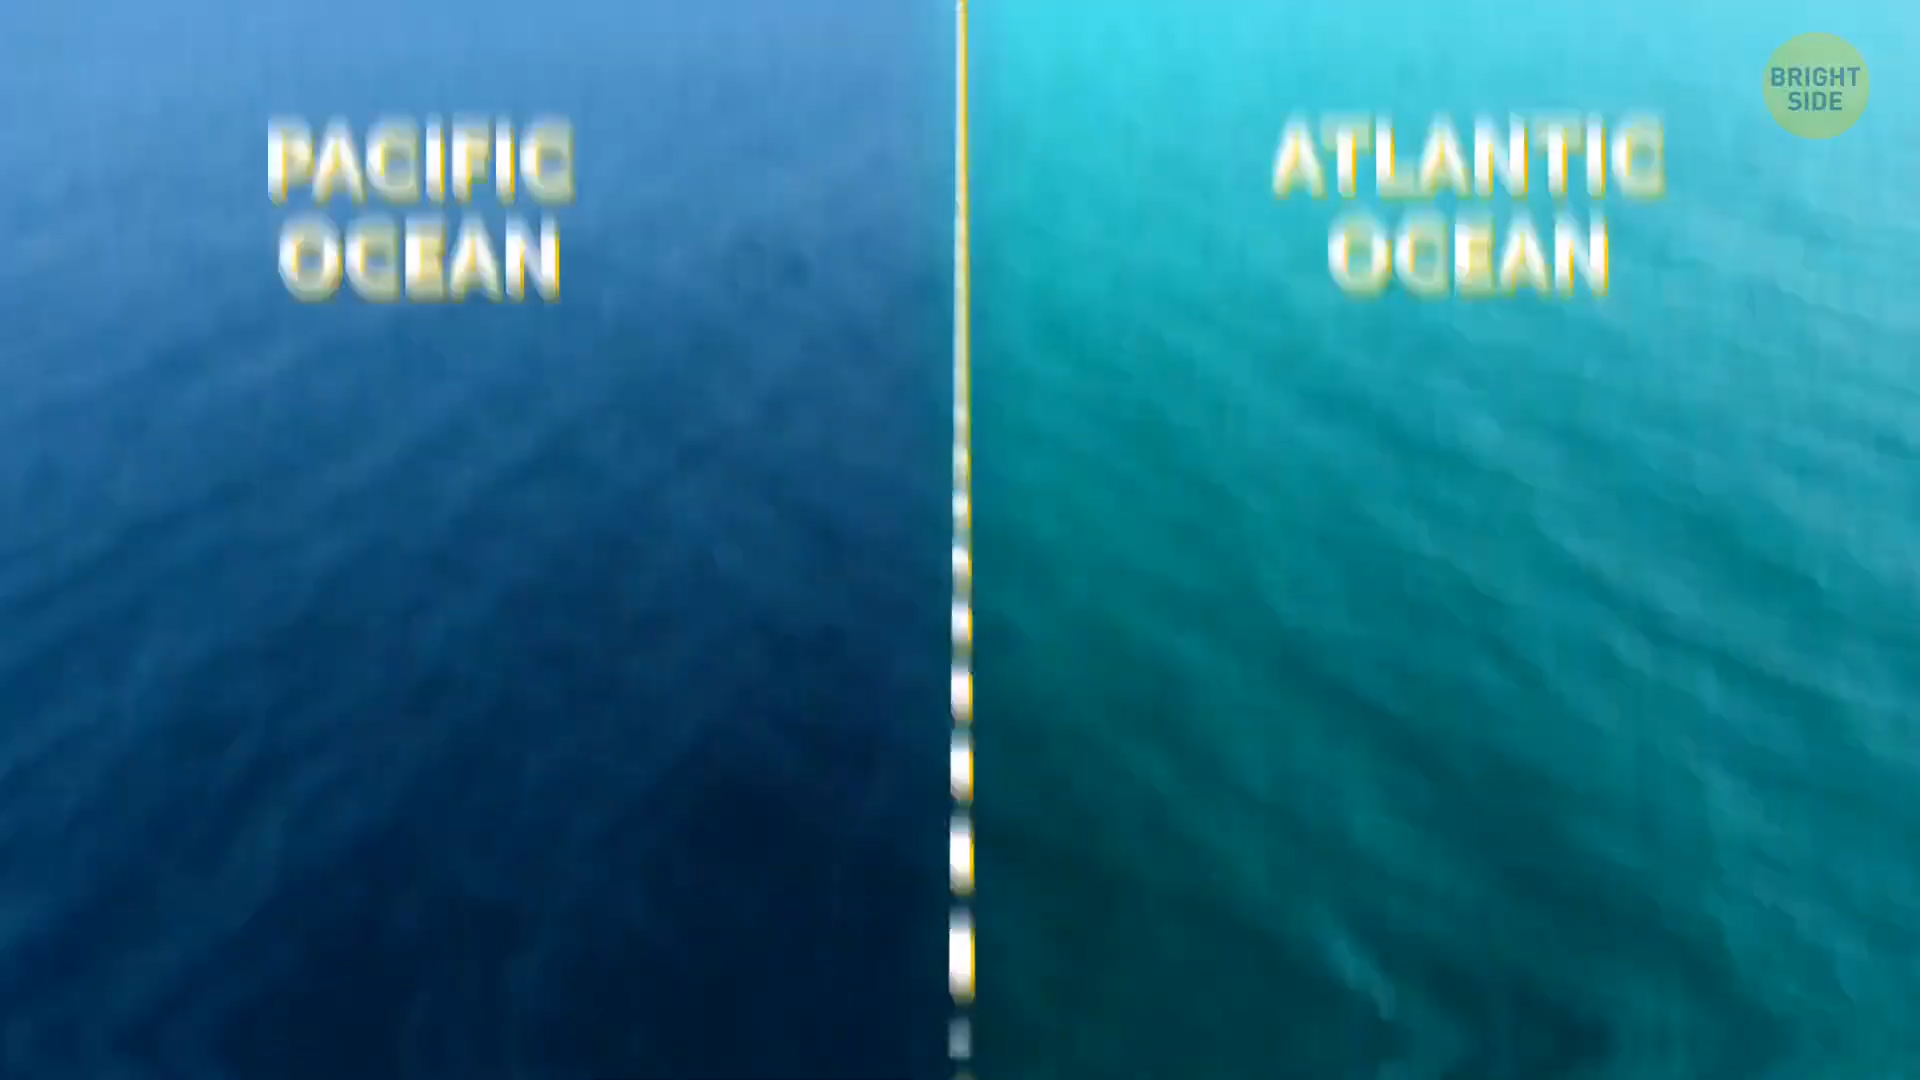 PACIFIC
OCEAN
ATLANTIC
OCEAN
BRIGHT
SIDE